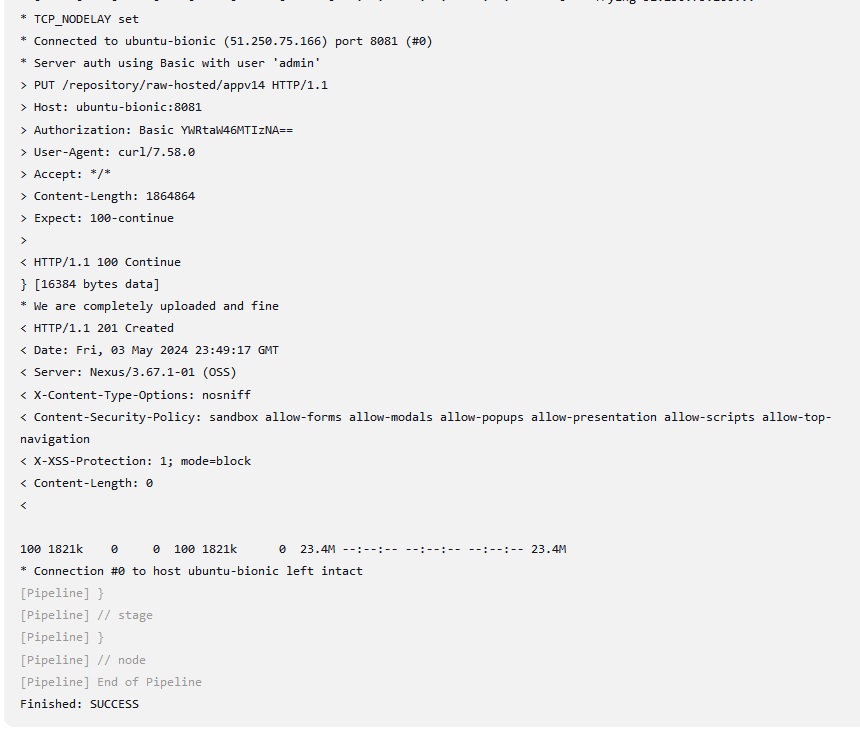 * TCP_NODELAY set
* Connected to ubuntu-bionic (51.250.75.166) port 8081 (#0)
* Server auth using Basic with user 'admin'
> PUT /repository/raw-hosted/appv14 HTTP/1.1
> Host: ubuntu-bionic:8081
> Authorization: Basic YWRtaW46MTIzNA==
> User-Agent: curl/7.58.0
> Accept: */*
> Content-Length: 1864864
> Expect: 100-continue
>
< HTTP/1.1 100 Continue
} [16384 bytes data]
* We are completely uploaded and fine
< HTTP/1.1 201 Created
< Date: Fri, 03 May 2024 23:49:17 GMT
< Server: Nexus/3.67.1-01 (OSS)
< X-Content-Type-Options: nosniff
< Content-Security-Policy: sandbox allow-forms allow-modals allow-popups allow-presentation allow-scripts allow-top-
navigation
< X-XSS-Protection: 1; mode=block
< Content-Length: 0
<
100 1821k    0     0  100 1821k      0  23.4M --:--:-- --:--:-- --:--:-- 23.4M
* Connection #0 to host ubuntu-bionic left intact
[Pipeline] }
[Pipeline] // stage
[Pipeline] }
[Pipeline] // node
[Pipeline] End of Pipeline
Finished: SUCCESS